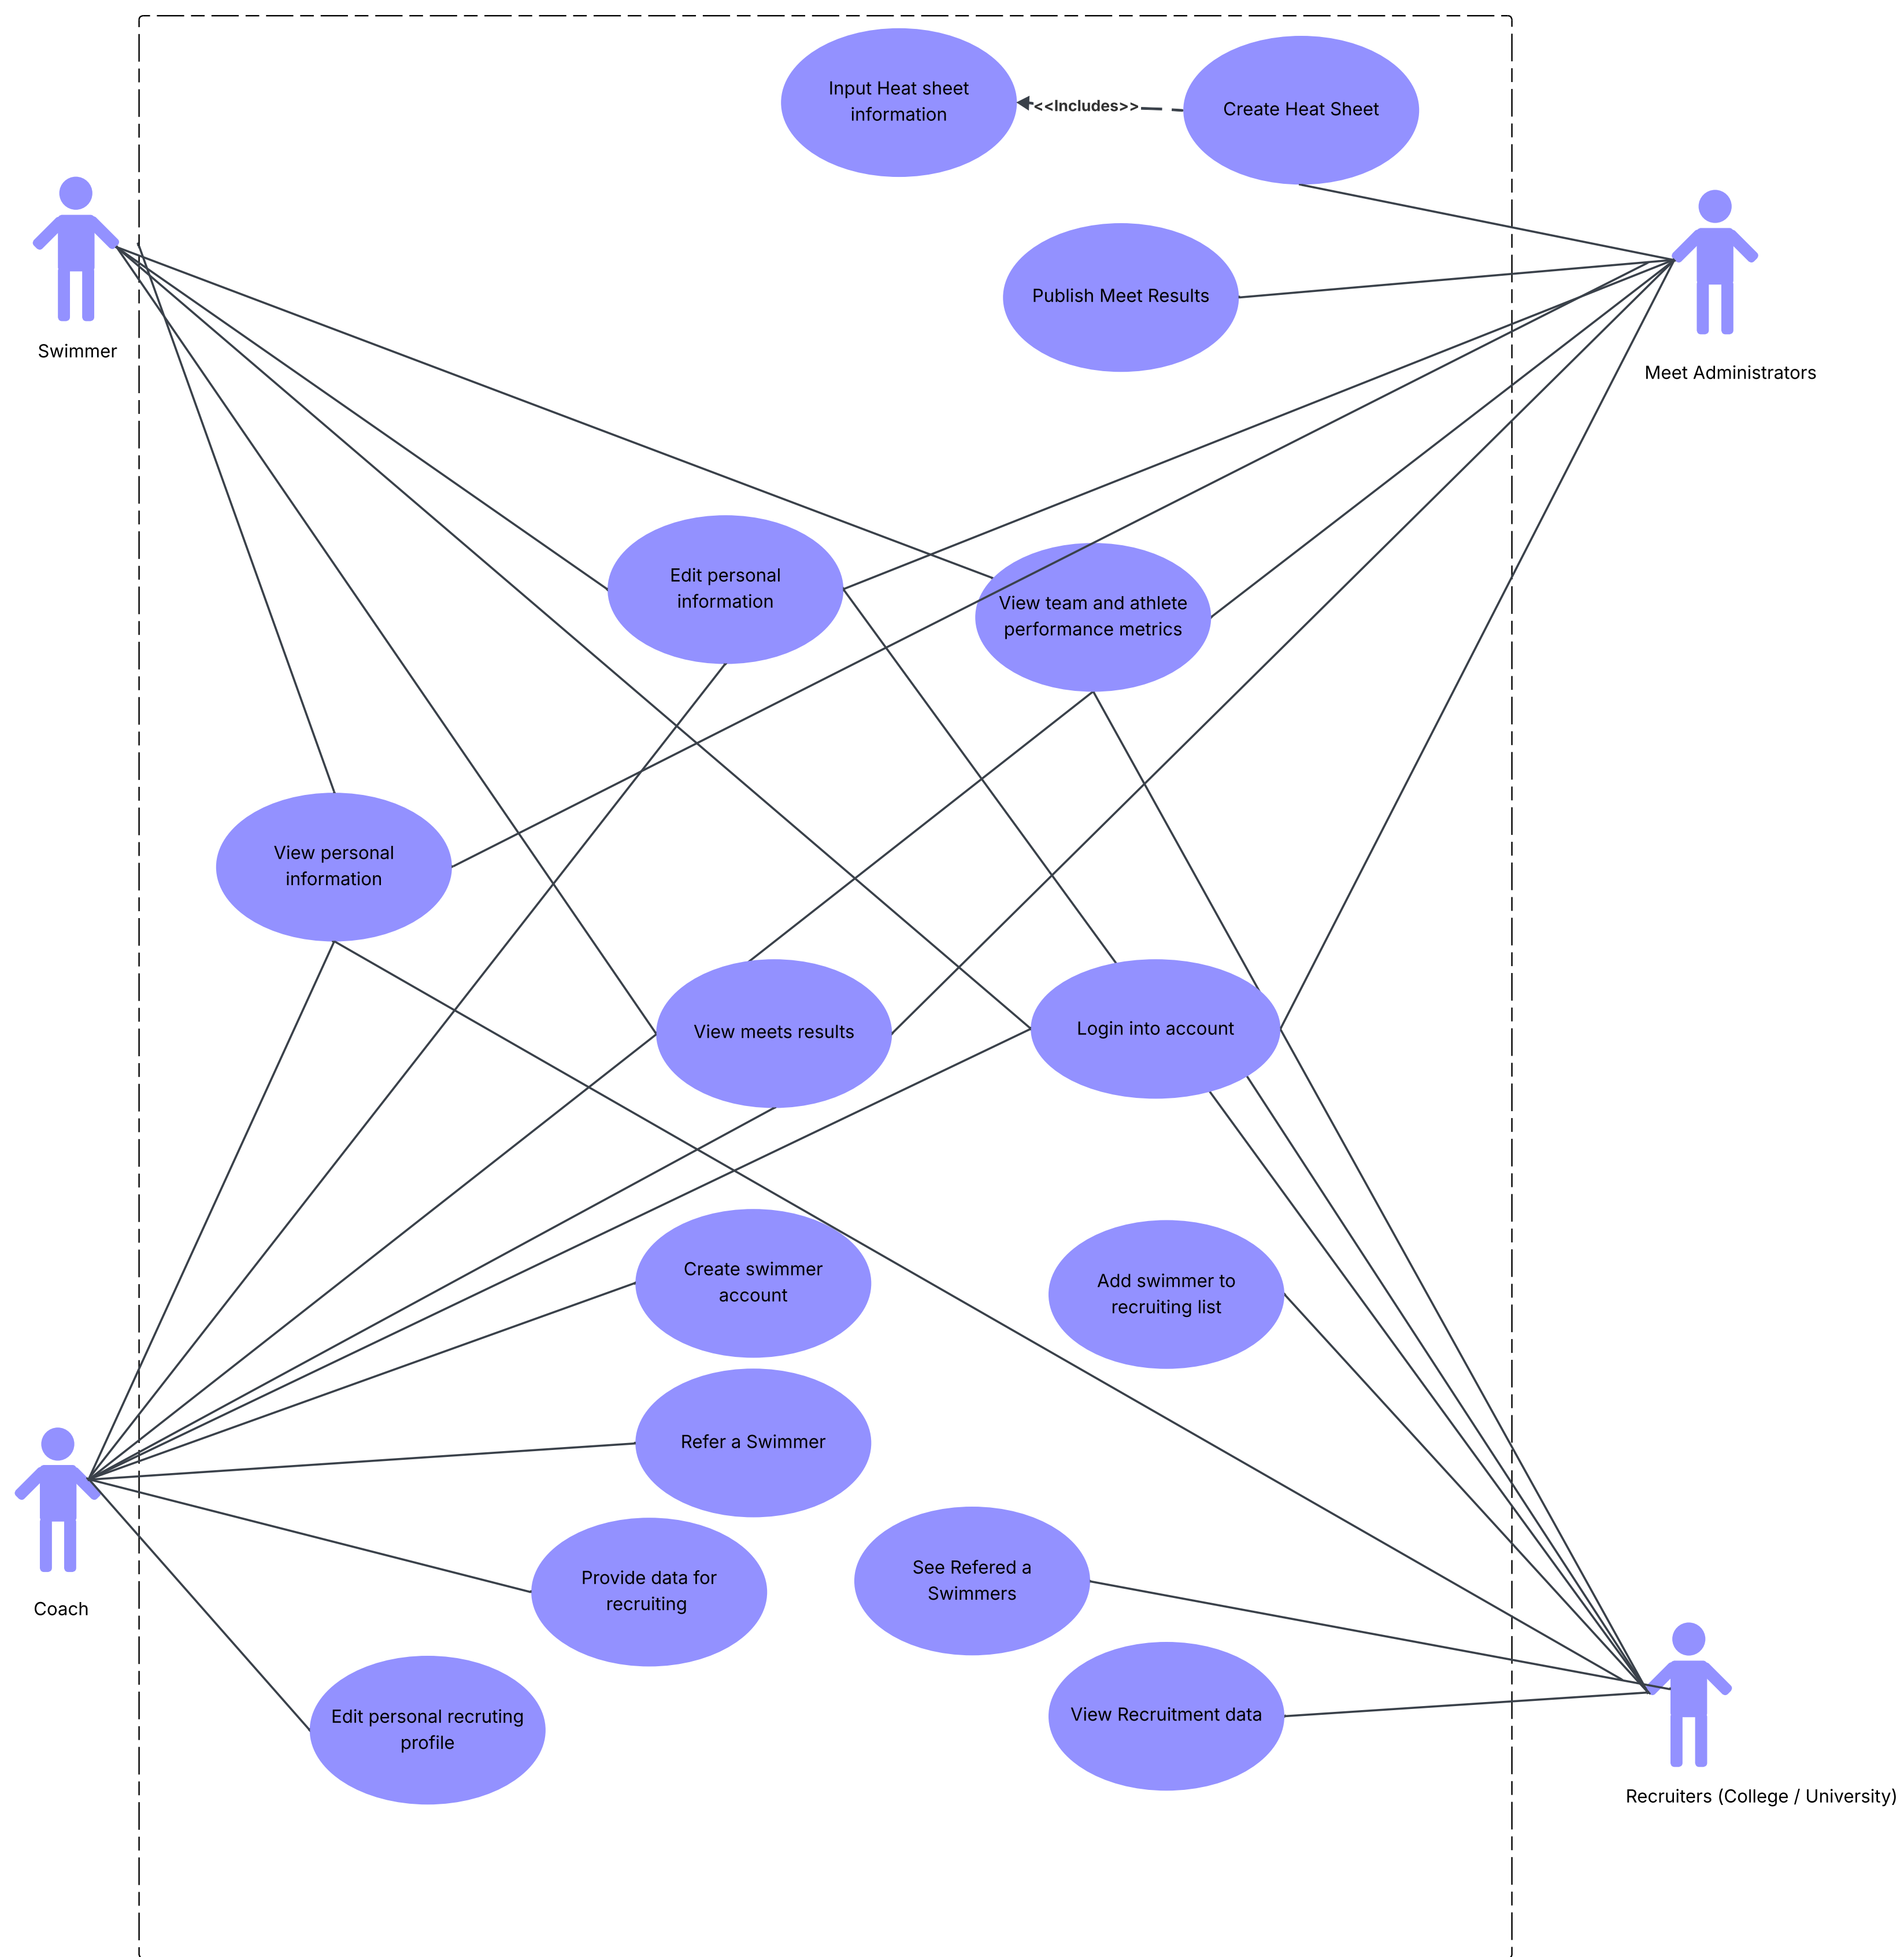 Input Heat sheet
information
<<Includes>>
Create Heat Sheet
Publish Meet Results
Swimmer
Meet Administrators
Edit personal
information
View team and athlete
performance metrics
View personal
information
View meets results
Login into account
Create swimmer
account
Add swimmer to
recruiting list
Refer a Swimmer
See Refered a
Swimmers
Provide data for
recruiting
Coach
Edit personal recruting
profile
View Recruitment data
Recruiters (College / University)